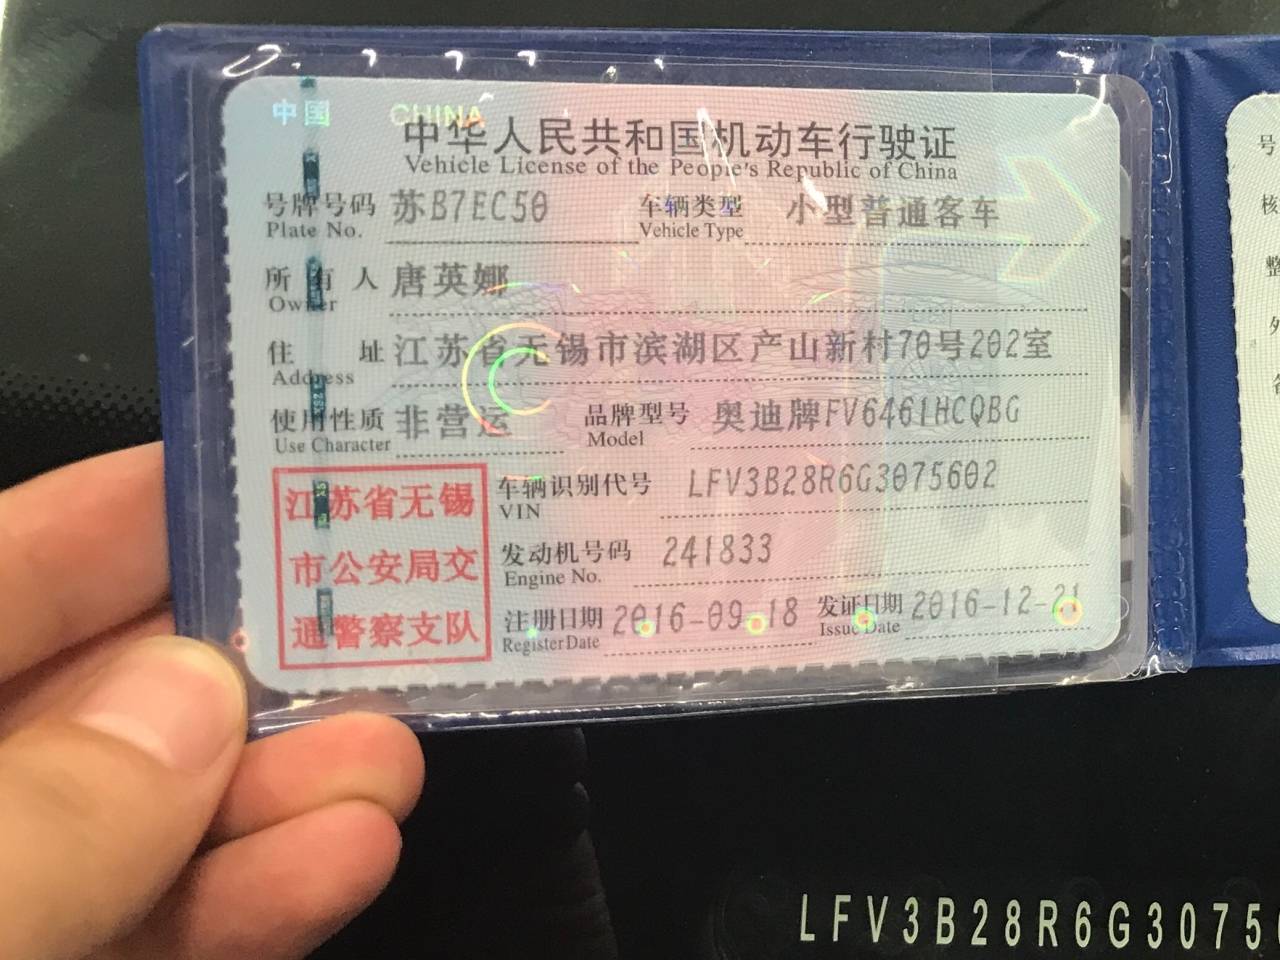 中国 CHINA
中华人民共和国机动车行驶证
Vehicle License of the People's Republic of China
号牌号码 苏B7EC50 车辆类型 小型普通客车
Plate No. Vehicle Type
所有人 唐英娜
Owner
住址 江苏省无锡市滨湖区产山新村70号202室
Address
使用性质 非营运 品牌型号 奥迪牌FV6461HCQBG
Use Character Model
车辆识别代号 LFV3B28R6G3075602
VIN
发动机号码 241833
Engine No.
注册日期 2016-09-18 发证日期 2016-12-21
Register Date Issue Date
江苏省无锡
市公安局交
通警察支队
号
核
整
外
LFV3B28R6G3075